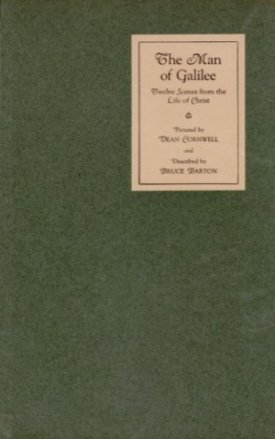 The Man
of Galilee
Twelve Scenes from the
Life of Christ
Pictured by
DEAN CORNWELL
and
Described by
BRUCE BARTON